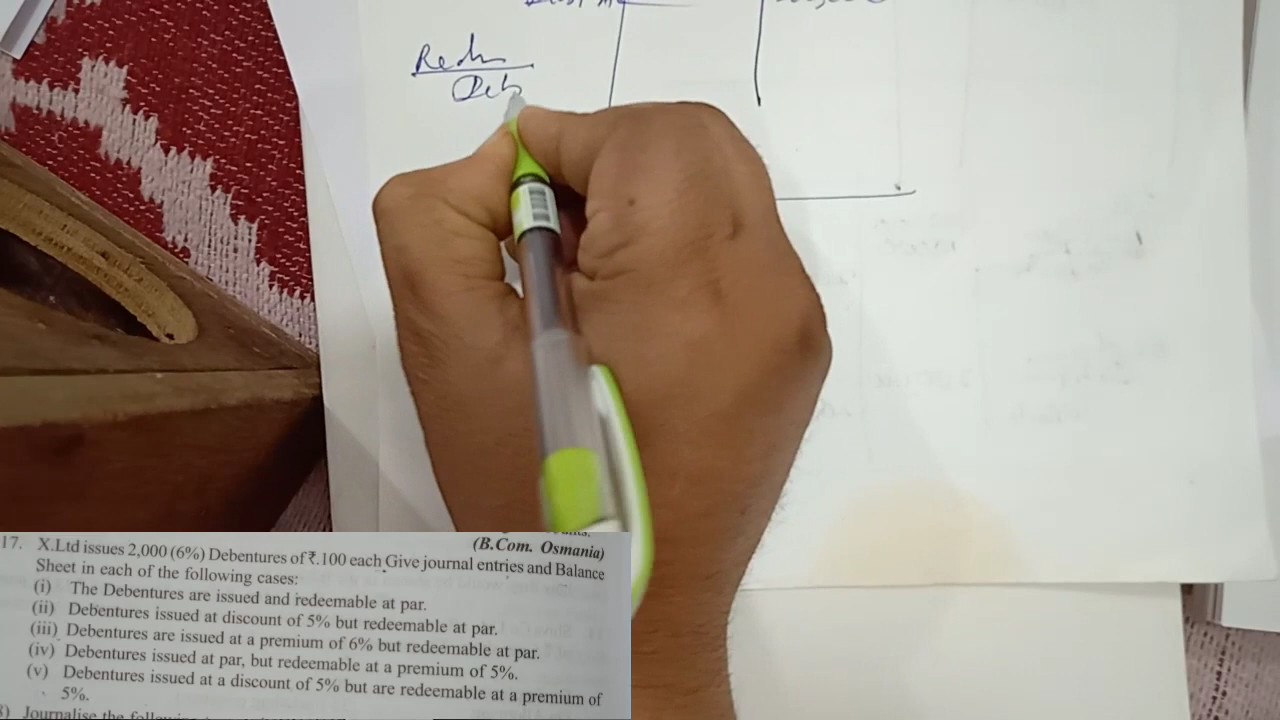 Redn
Deb
(B.Com. Osmania)
17. X.Ltd issues 2,000 (6%) Debentures of ₹.100 each Give journal entries and Balance
Sheet in each of the following cases:
(i) The Debentures are issued and redeemable at par.
(ii) Debentures issued at discount of 5% but redeemable at par.
(iii) Debentures are issued at a premium of 6% but redeemable at par.
(iv) Debentures issued at par, but redeemable at a premium of 5%.
(v) Debentures issued at a discount of 5% but are redeemable at a premium of
5%.
Journalise the following